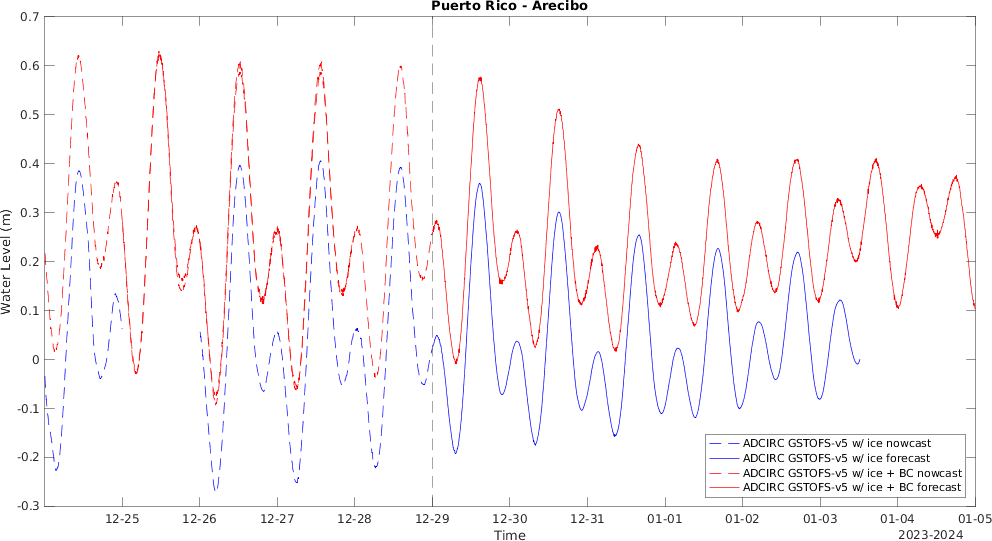 Puerto Rico - Arecibo
0.7
0.6
0.5
0.4
0.3
0.2
0.1
0
-0.1
-0.2
-0.3
Water Level (m)
ADCIRC GSTOFS-v5 w/ ice nowcast
ADCIRC GSTOFS-v5 w/ ice forecast
ADCIRC GSTOFS-v5 w/ ice + BC nowcast
ADCIRC GSTOFS-v5 w/ ice + BC forecast
12-25 12-26 12-27 12-28 12-29 12-30 12-31 01-01 01-02 01-03 01-04 01-05
Time
2023-2024